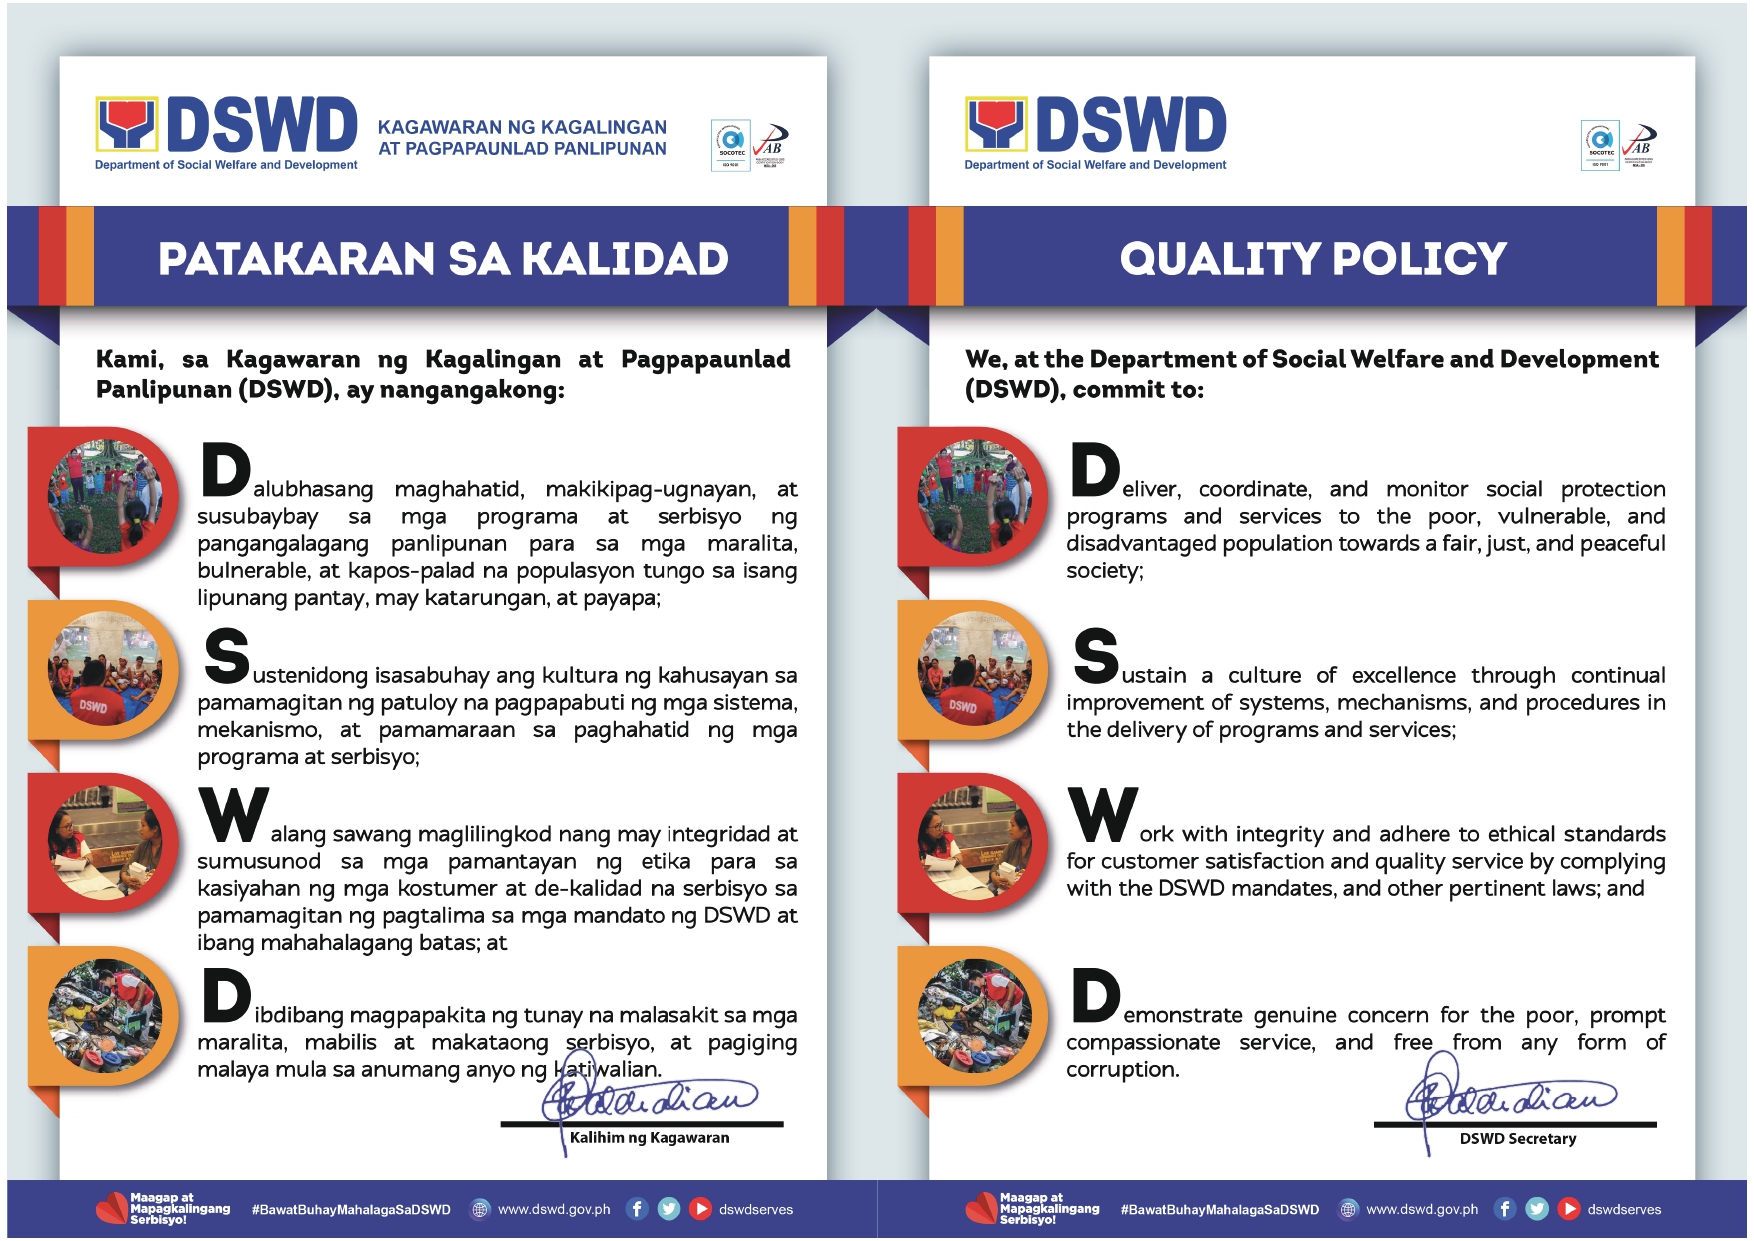 DSWD
Department of Social Welfare and Development
KAGAWARAN NG KAGALINGAN
AT PAGPAPAUNLAD PANLIPUNAN
SOCOTEC
ISO 9001
PAB
PATAKARAN SA KALIDAD
Kami, sa Kagawaran ng Kagalingan at Pagpapaunlad
Panlipunan (DSWD), ay nangangakong:
Dalubhasang maghahatid, makikipag-ugnayan, at
susubaybay sa mga programa at serbisyo ng
pangangalagang panlipunan para sa mga maralita,
bulnerable, at kapos-palad na populasyon tungo sa isang
lipunang pantay, may katarungan, at payapa;
Sustenidong isasabuhay ang kultura ng kahusayan sa
pamamagitan ng patuloy na pagpapabuti ng mga sistema,
mekanismo, at pamamaraan sa paghahatid ng mga
programa at serbisyo;
DSWD
Walang sawang maglilingkod nang may integridad at
sumusunod sa mga pamantayan ng etika para sa
kasiyahan ng mga kostumer at de-kalidad na serbisyo sa
pamamagitan ng pagtalima sa mga mandato ng DSWD at
ibang mahahalagang batas; at
Dibdibang magpapakita ng tunay na malasakit sa mga
maralita, mabilis at makataong serbisyo, at pagiging
malaya mula sa anumang anyo ng katiwalian.
Kalihim ng Kagawaran
Maagap at
Mapagkalingang
Serbisyo!
#BawatBuhayMahalagaSaDSWD
www.dswd.gov.ph
dswdserves
DSWD
Department of Social Welfare and Development
SOCOTEC
ISO 9001
PAB
QUALITY POLICY
We, at the Department of Social Welfare and Development
(DSWD), commit to:
Deliver, coordinate, and monitor social protection
programs and services to the poor, vulnerable, and
disadvantaged population towards a fair, just, and peaceful
society;
Sustain a culture of excellence through continual
improvement of systems, mechanisms, and procedures in
the delivery of programs and services;
DSWD
Work with integrity and adhere to ethical standards
for customer satisfaction and quality service by complying
with the DSWD mandates, and other pertinent laws; and
Demonstrate genuine concern for the poor, prompt
compassionate service, and free from any form of
corruption.
DSWD Secretary
Maagap at
Mapagkalingang
Serbisyo!
#BawatBuhayMahalagaSaDSWD
www.dswd.gov.ph
dswdserves